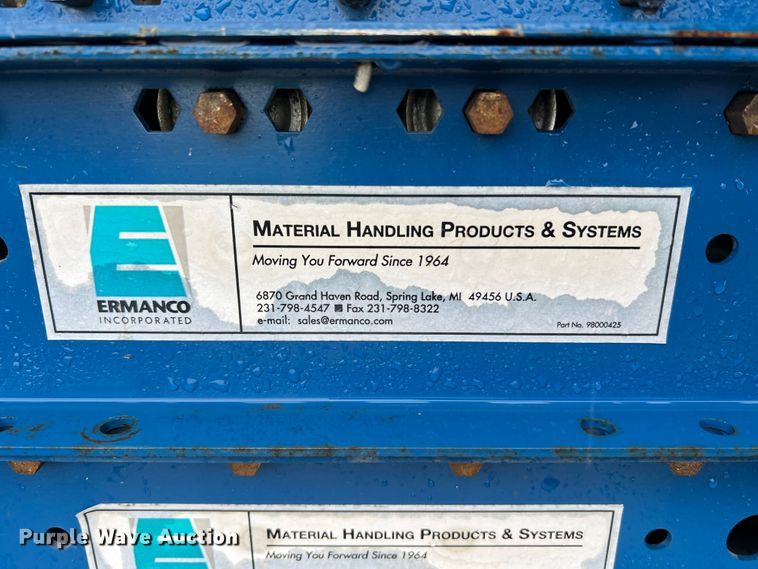 MATERIAL HANDLING PRODUCTS & SYSTEMS
Moving You Forward Since 1964
ERMANCO
INCORPORATED
6870 Grand Haven Road, Spring Lake, MI 49456 U.S.A.
231-798-4547 ■ Fax 231-798-8322
e-mail: sales@ermanco.com
Part No. 98000425
MATERIAL HANDLING PRODUCTS & SYSTEMS
Moving You Forward Since 1964
Purple Wave Auction